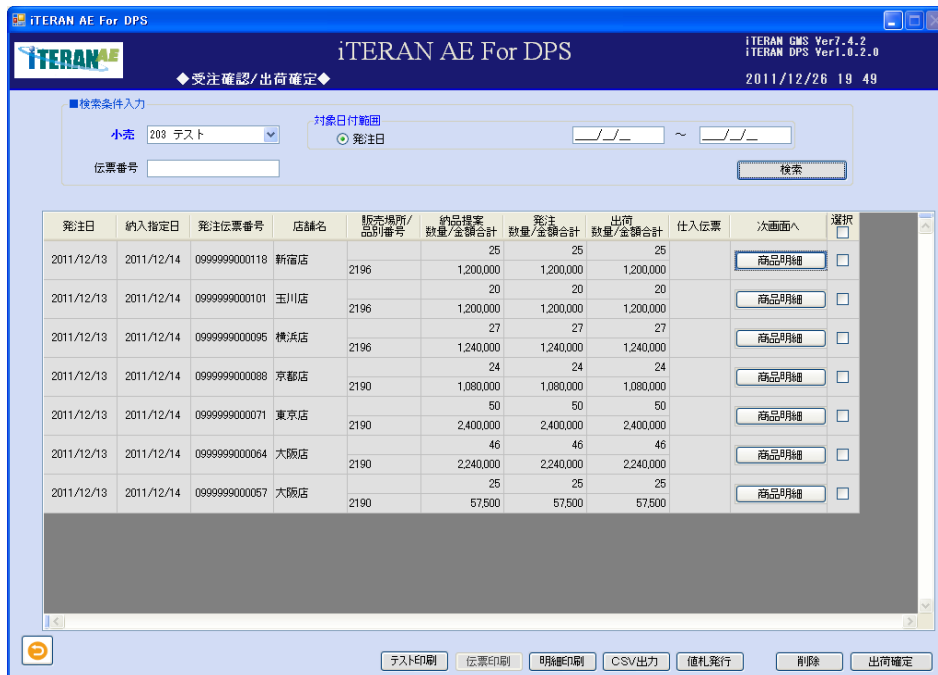 iTERAN AE For DPS
iTERAN AE
iTERAN AE For DPS
iTERAN GMS Ver7.4.2
iTERAN DPS Ver1.0.2.0
◆受注確認/出荷確定◆
2011/12/26 19 49
■検索条件入力
小売 203 テスト
対象日付範囲
発注日 __/_/__ ~ __/_/__
伝票番号
検索
発注日 納入指定日 発注伝票番号 店舗名 販売場所/品別番号 納品提案数量/金額合計 発注数量/金額合計 出荷数量/金額合計 仕入伝票 次画面へ 選択
25 25 25
2011/12/13 2011/12/14 0999999000118 新宿店 商品明細
2196 1,200,000 1,200,000 1,200,000
20 20 20
2011/12/13 2011/12/14 0999999000101 玉川店 商品明細
2196 1,200,000 1,200,000 1,200,000
27 27 27
2011/12/13 2011/12/14 0999999000095 横浜店 商品明細
2196 1,240,000 1,240,000 1,240,000
24 24 24
2011/12/13 2011/12/14 0999999000088 京都店 商品明細
2190 1,080,000 1,080,000 1,080,000
50 50 50
2011/12/13 2011/12/14 0999999000071 東京店 商品明細
2190 2,400,000 2,400,000 2,400,000
46 46 46
2011/12/13 2011/12/14 0999999000064 大阪店 商品明細
2190 2,240,000 2,240,000 2,240,000
25 25 25
2011/12/13 2011/12/14 0999999000057 大阪店 商品明細
2190 57,500 57,500 57,500
テスト印刷 伝票印刷 明細印刷 CSV出力 値札発行 削除 出荷確定